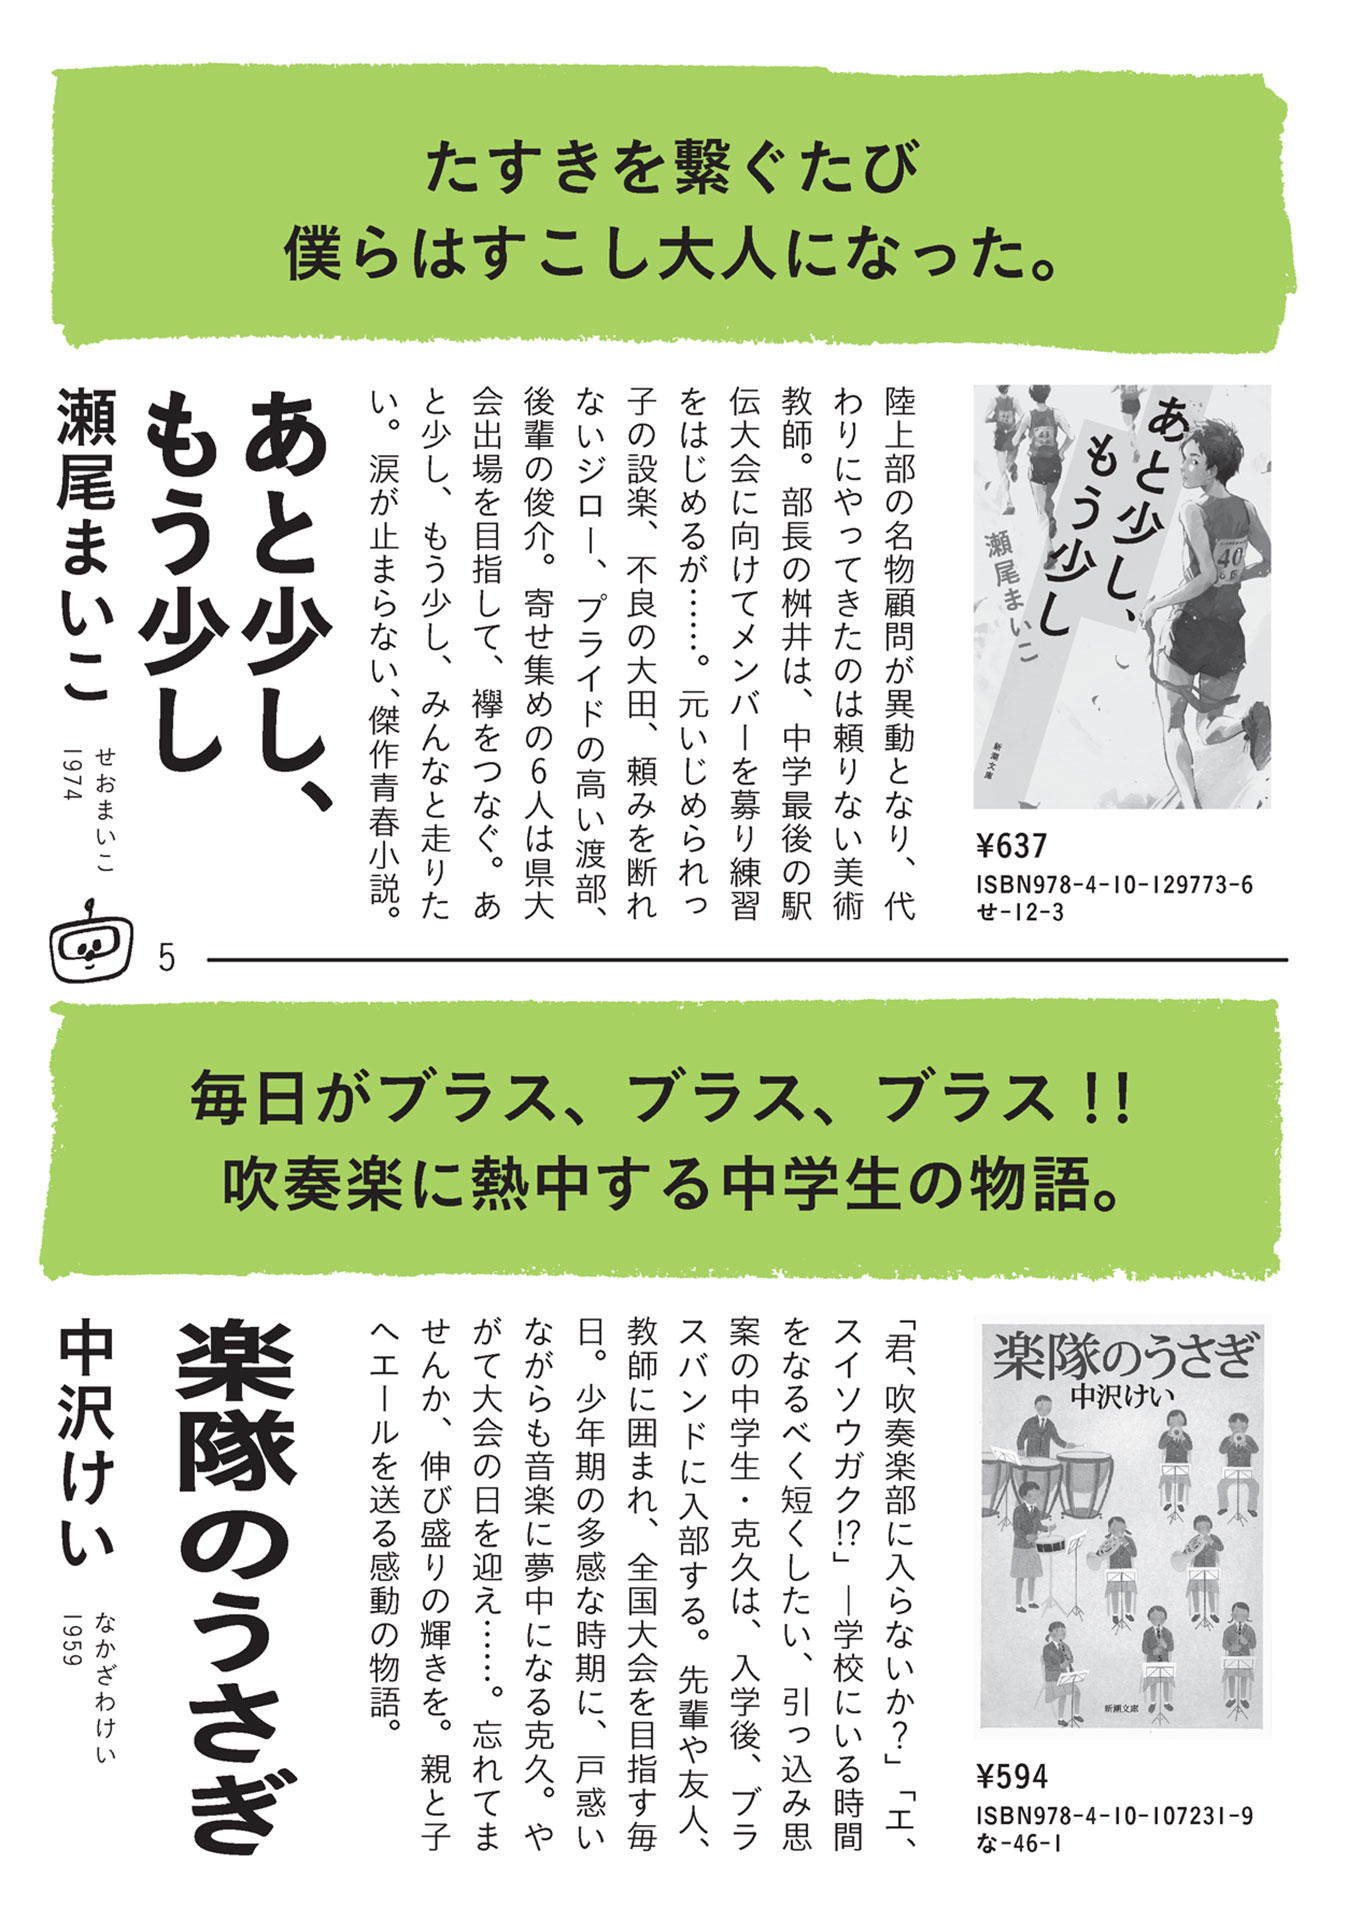 たすきを繋ぐたび
僕らはすこし大人になった。
あと少し、
もう少し
瀬尾まいこ
新潮文庫
40
¥637
ISBN978-4-10-129773-6
せ-12-3
陸上部の名物顧問が異動となり、代
わりにやってきたのは頼りない美術
教師。部長の桝井は、中学最後の駅
伝大会に向けてメンバーを募り練習
をはじめるが……。元いじめられっ
子の設楽、不良の大田、頼みを断れ
ないジロー、プライドの高い渡部、
後輩の俊介。寄せ集めの6人は県大
会出場を目指して、襷をつなぐ。あ
と少し、もう少し、みんなと走りた
い。涙が止まらない、傑作青春小説。
あと少し、
もう少し
瀬尾まいこ
せおまいこ
1974
5
毎日がブラス、ブラス、ブラス!!
吹奏楽に熱中する中学生の物語。
楽隊のうさぎ
中沢けい
新潮文庫
¥594
ISBN978-4-10-107231-9
な-46-1
「君、吹奏楽部に入らないか？」「エ、
スイソウガク!?」—学校にいる時間
をなるべく短くしたい、引っ込み思
案の中学生・克久は、入学後、ブラ
スバンドに入部する。先輩や友人、
教師に囲まれ、全国大会を目指す毎
日。少年期の多感な時期に、戸惑い
ながらも音楽に夢中になる克久。や
がて大会の日を迎え……。忘れてま
せんか、伸び盛りの輝きを。親と子
へエールを送る感動の物語。
楽隊のうさぎ
中沢けい
なかざわけい
1959